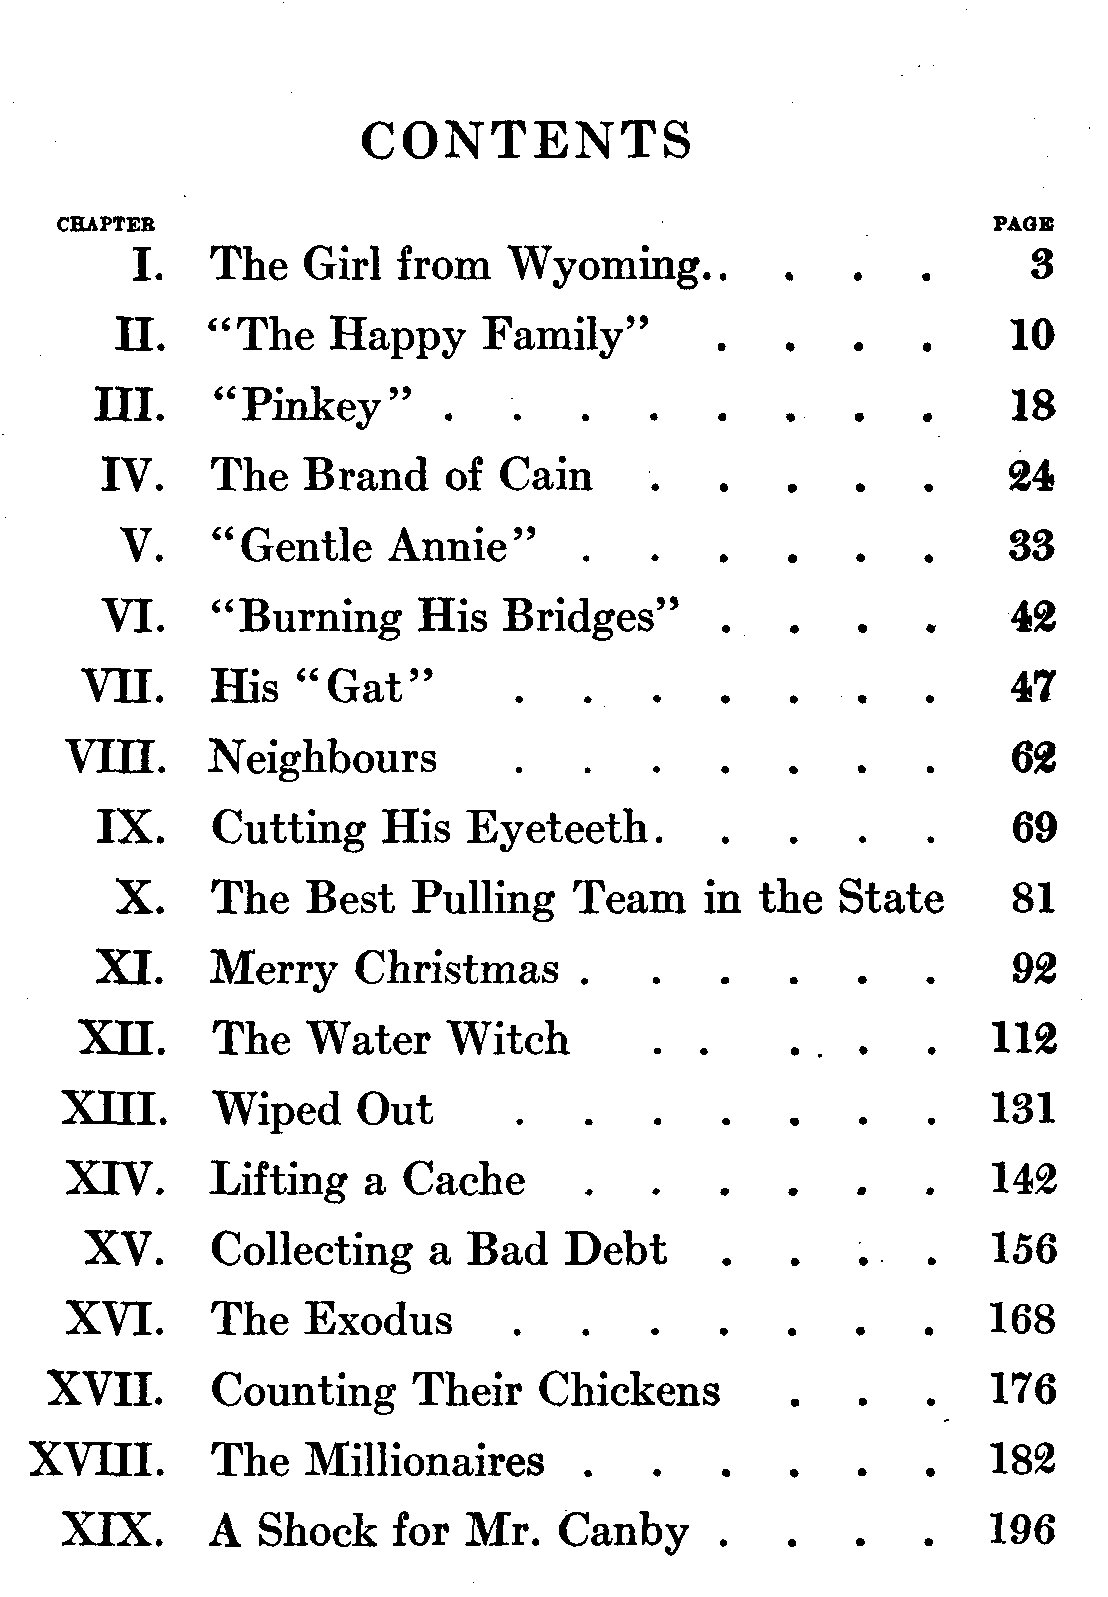 CONTENTS
CHAPTER PAGE
I. The Girl from Wyoming.. . . . 3
II. "The Happy Family" . . . . 10
III. "Pinkey" . . . . . . . . 18
IV. The Brand of Cain . . . . . 24
V. "Gentle Annie" . . . . . . 33
VI. "Burning His Bridges" . . . . 42
VII. His "Gat" . . . . . . . 47
VIII. Neighbours . . . . . . . 62
IX. Cutting His Eyeteeth. . . . . 69
X. The Best Pulling Team in the State 81
XI. Merry Christmas . . . . . . 92
XII. The Water Witch . . . . . . 112
XIII. Wiped Out . . . . . . . 131
XIV. Lifting a Cache . . . . . . 142
XV. Collecting a Bad Debt . . . . 156
XVI. The Exodus . . . . . . . 168
XVII. Counting Their Chickens . . . 176
XVIII. The Millionaires . . . . . . 182
XIX. A Shock for Mr. Canby . . . . 196